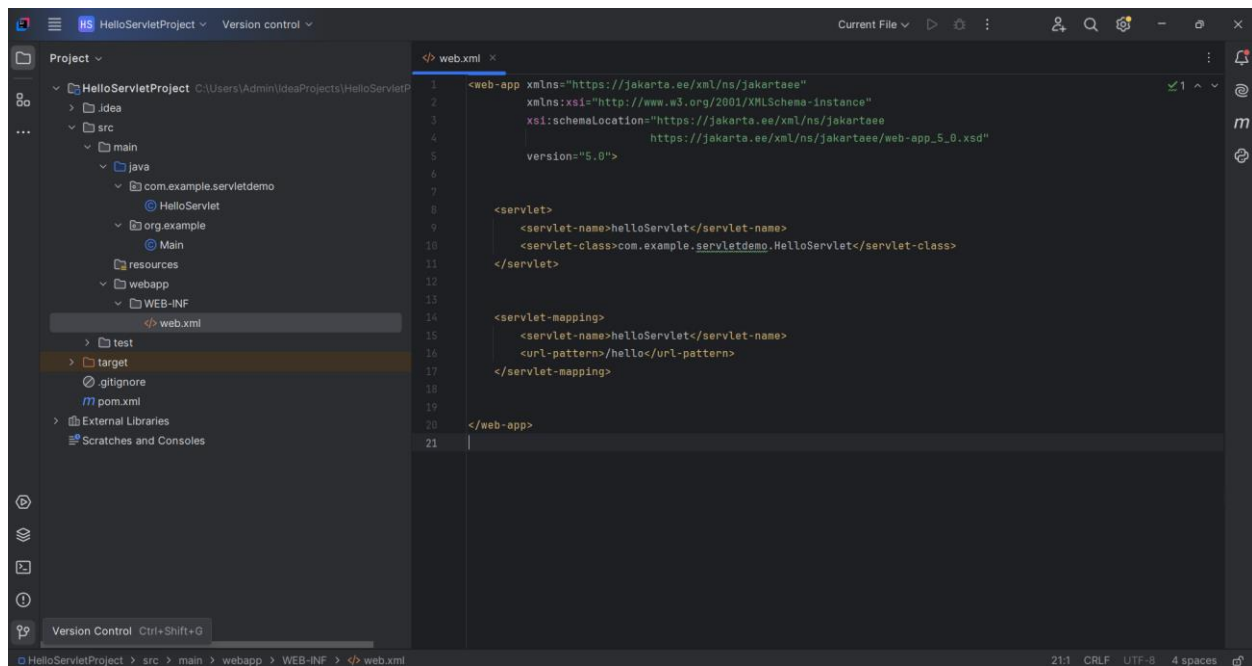 HS HelloServletProject Version control Current File
Project
web.xml
HelloServletProject C:\Users\Admin\IdeaProjects\HelloServletP
.idea
src
main
java
com.example.servletdemo
HelloServlet
org.example
Main
resources
webapp
WEB-INF
web.xml
test
target
.gitignore
pom.xml
External Libraries
Scratches and Consoles
1 <web-app xmlns="https://jakarta.ee/xml/ns/jakartaee"
2 xmlns:xsi="http://www.w3.org/2001/XMLSchema-instance"
3 xsi:schemaLocation="https://jakarta.ee/xml/ns/jakartaee
4 https://jakarta.ee/xml/ns/jakartaee/web-app_5_0.xsd"
5 version="5.0">
6
7
8 <servlet>
9 <servlet-name>helloServlet</servlet-name>
10 <servlet-class>com.example.servletdemo.HelloServlet</servlet-class>
11 </servlet>
12
13
14 <servlet-mapping>
15 <servlet-name>helloServlet</servlet-name>
16 <url-pattern>/hello</url-pattern>
17 </servlet-mapping>
18
19
20 </web-app>
21
1
Version Control Ctrl+Shift+G
HelloServletProject > src > main > webapp > WEB-INF > web.xml 21:1 CRLF UTF-8 4 spaces